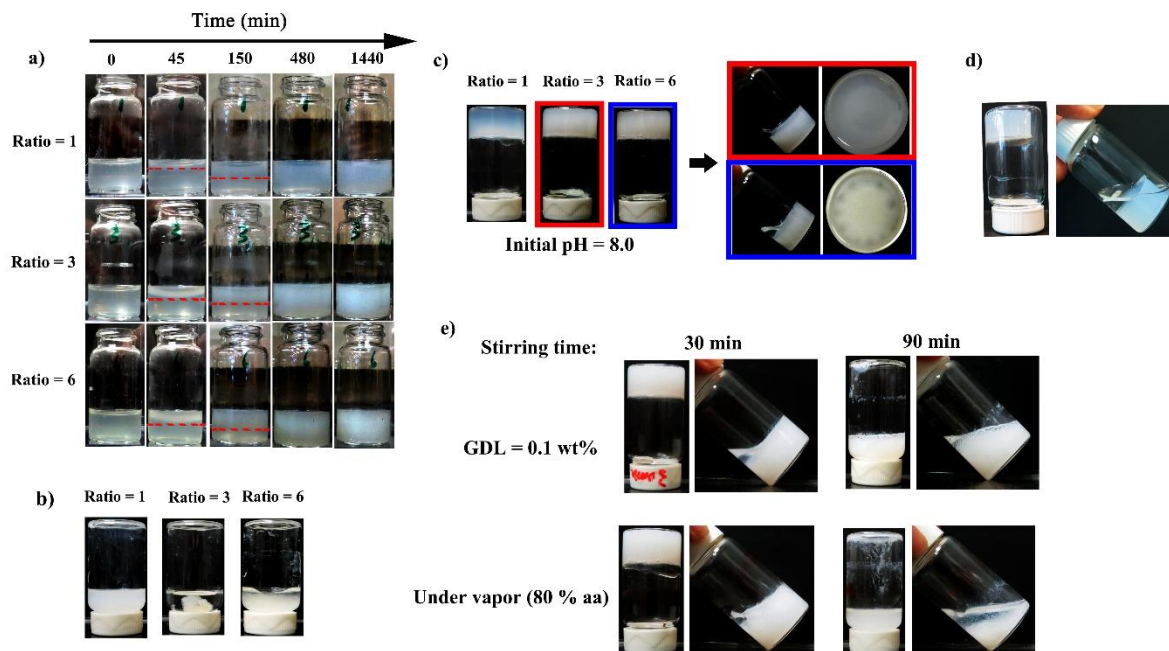 Time (min)
a)
0 45 150 480 1440
Ratio = 1
Ratio = 3
Ratio = 6
b)
Ratio = 1 Ratio = 3 Ratio = 6
c)
Ratio = 1 Ratio = 3 Ratio = 6
Initial pH = 8.0
d)
e)
Stirring time: 30 min 90 min
GDL = 0.1 wt%
Under vapor (80 % aa)